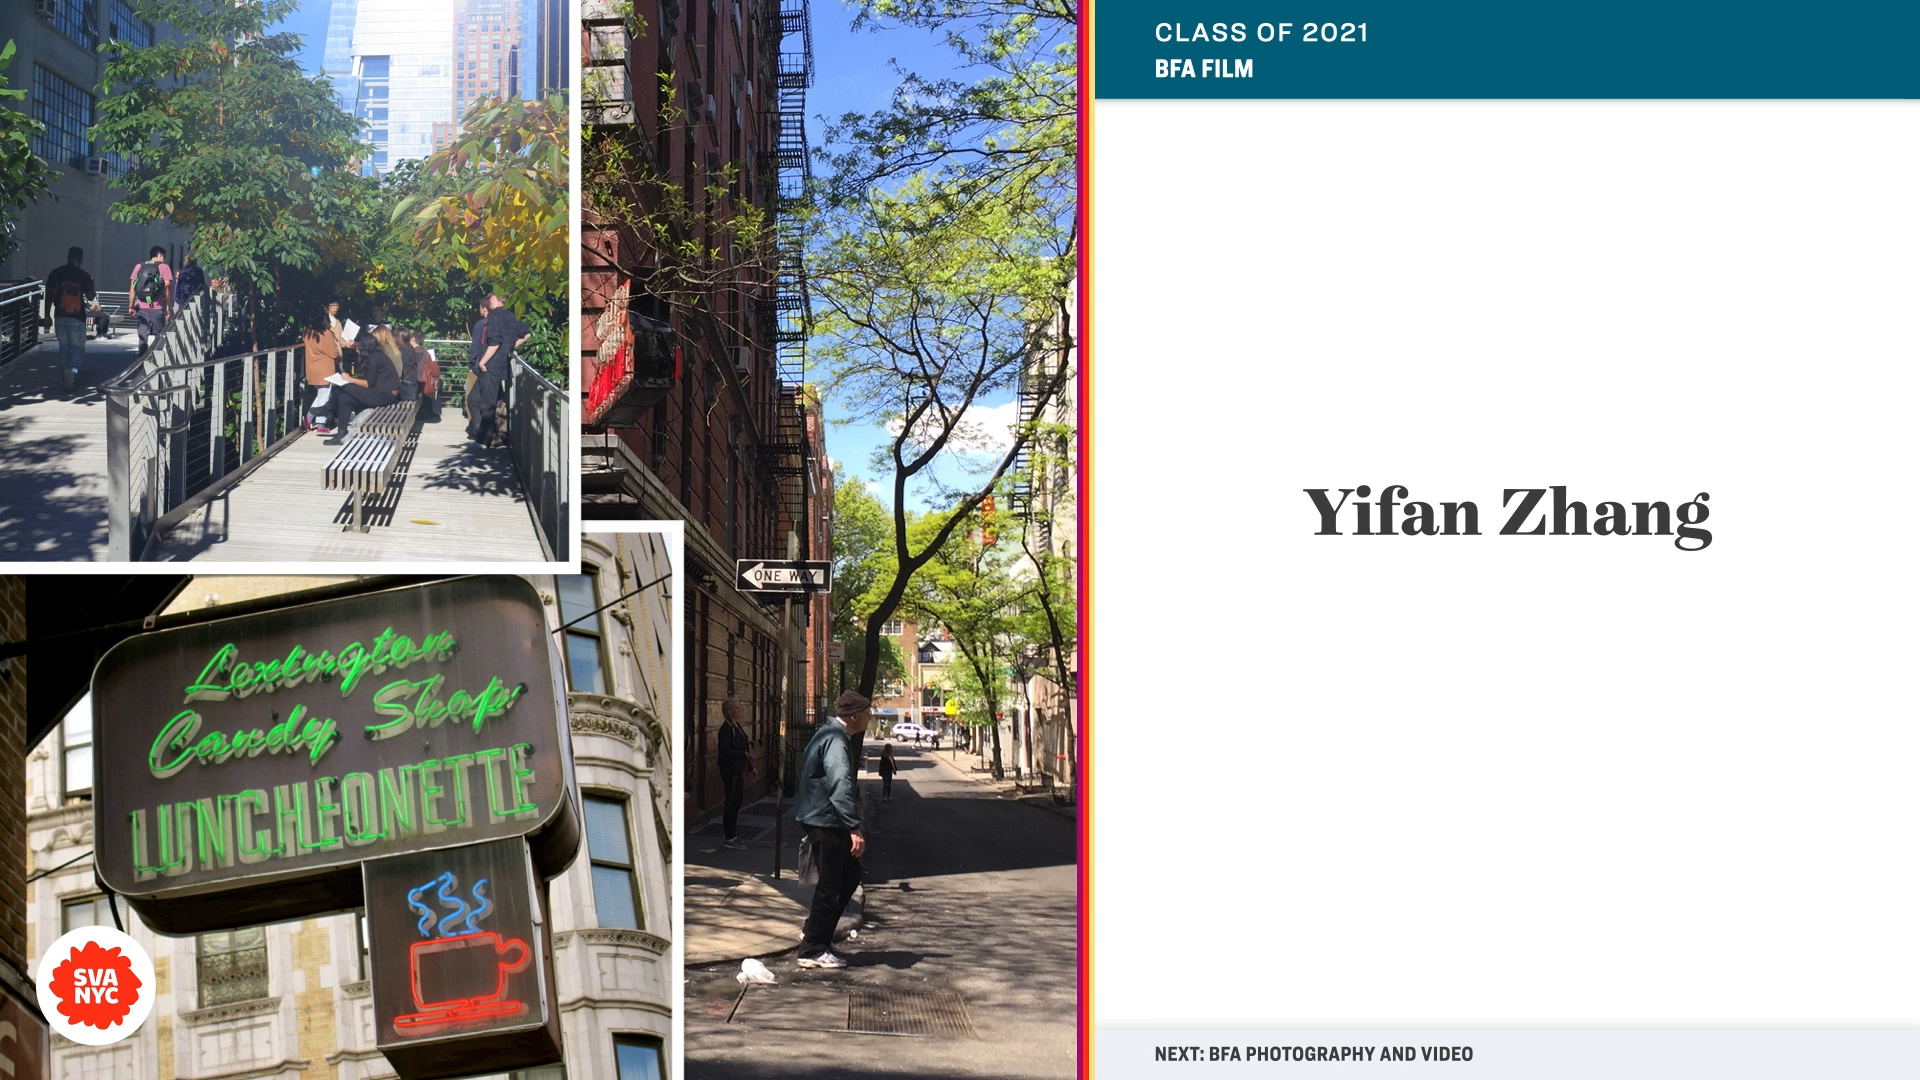 Lexington
Candy Shop
LUNCHEONETTE
ONE WAY
SVA
NYC
CLASS OF 2021
BFA FILM
Yifan Zhang
NEXT: BFA PHOTOGRAPHY AND VIDEO